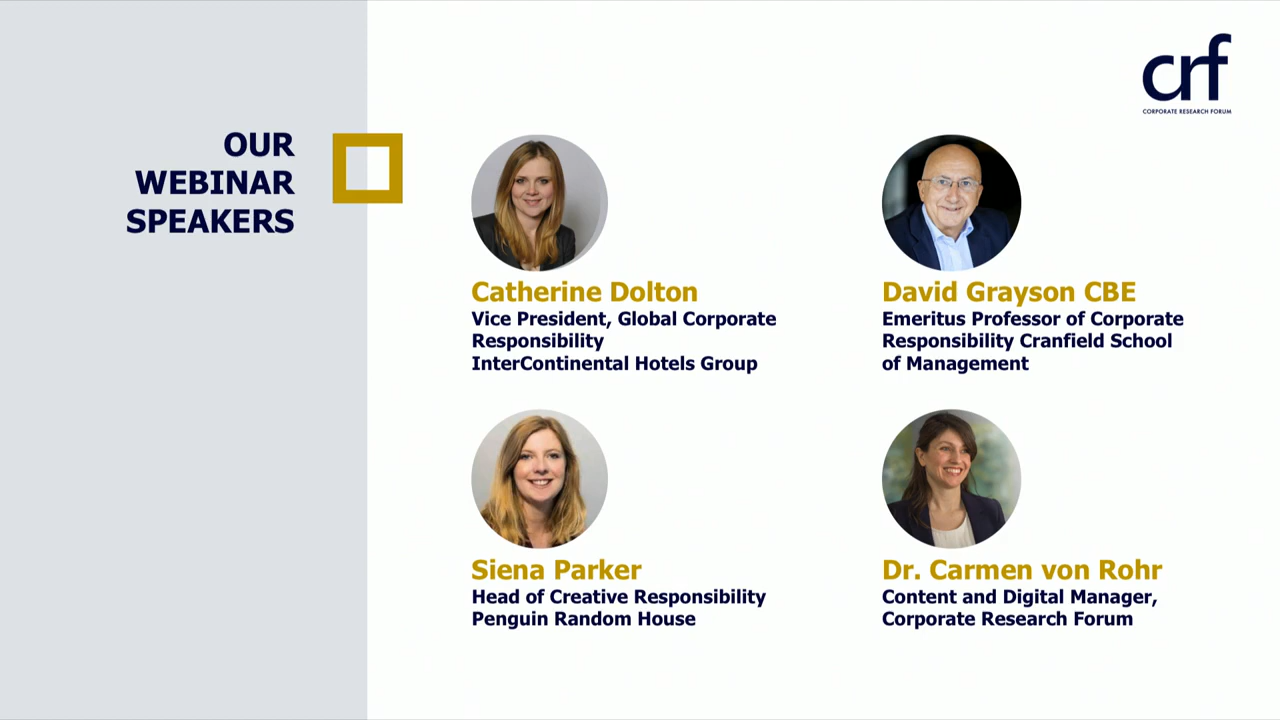 OUR
WEBINAR
SPEAKERS
crf
CORPORATE RESEARCH FORUM
Catherine Dolton
Vice President, Global Corporate
Responsibility
InterContinental Hotels Group
David Grayson CBE
Emeritus Professor of Corporate
Responsibility Cranfield School
of Management
Siena Parker
Head of Creative Responsibility
Penguin Random House
Dr. Carmen von Rohr
Content and Digital Manager,
Corporate Research Forum